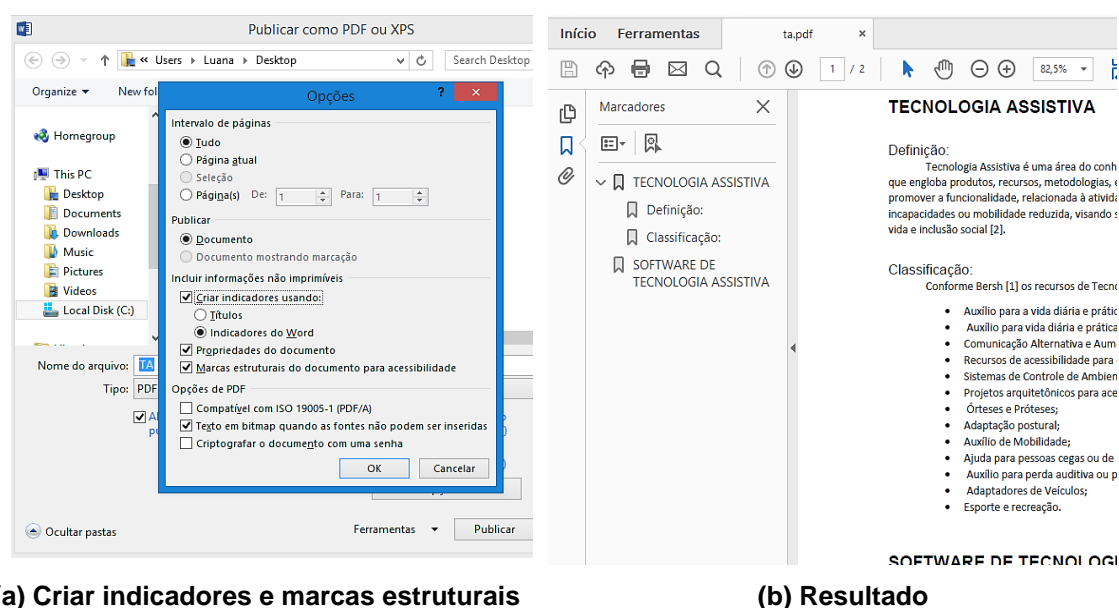 Publicar como PDF ou XPS
« Users Luana Desktop
Search Desktop
Organize
New fol
Homegroup
This PC
Desktop
Documents
Downloads
Music
Pictures
Videos
Local Disk (C:)
Nome do arquivo: TA
Tipo: PDF
Ocultar pastas
Ferramentas
Publicar
Opções
?
Intervalo de páginas
Tudo
Página atual
Seleção
Página(s) De: 1 Para: 1
Publicar
Documento
Documento mostrando marcação
Incluir informações não imprimíveis
Criar indicadores usando:
Títulos
Indicadores do Word
Propriedades do documento
Marcas estruturais do documento para acessibilidade
Opções de PDF
Compatível com ISO 19005-1 (PDF/A)
Texto em bitmap quando as fontes não podem ser inseridas
Criptografar o documento com uma senha
OK Cancelar
(a) Criar indicadores e marcas estruturais
Início Ferramentas ta.pdf ×
1 / 2
82,5%
Marcadores
TECNOLOGIA ASSISTIVA
Definição:
Classificação:
SOFTWARE DE
TECNOLOGIA ASSISTIVA
TECNOLOGIA ASSISTIVA
Definição:
Tecnologia Assistiva é uma área do conh
que engloba produtos, recursos, metodologias, e
promover a funcionalidade, relacionada à ativida
incapacidades ou mobilidade reduzida, visando s
vida e inclusão social [2].
Classificação:
Conforme Bersh [1] os recursos de Tecno
• Auxílio para a vida diária e prátic
• Auxílio para vida diária e prática
• Comunicação Alternativa e Aum
• Recursos de acessibilidade para
• Sistemas de Controle de Ambien
• Projetos arquitetônicos para ace
• Órteses e Próteses;
• Adaptação postural;
• Auxílio de Mobilidade;
• Ajuda para pessoas cegas ou de
• Auxílio para perda auditiva ou p
• Adaptadores de Veículos;
• Esporte e recreação.
SOFTWARE DE TECNOLOGI
(b) Resultado